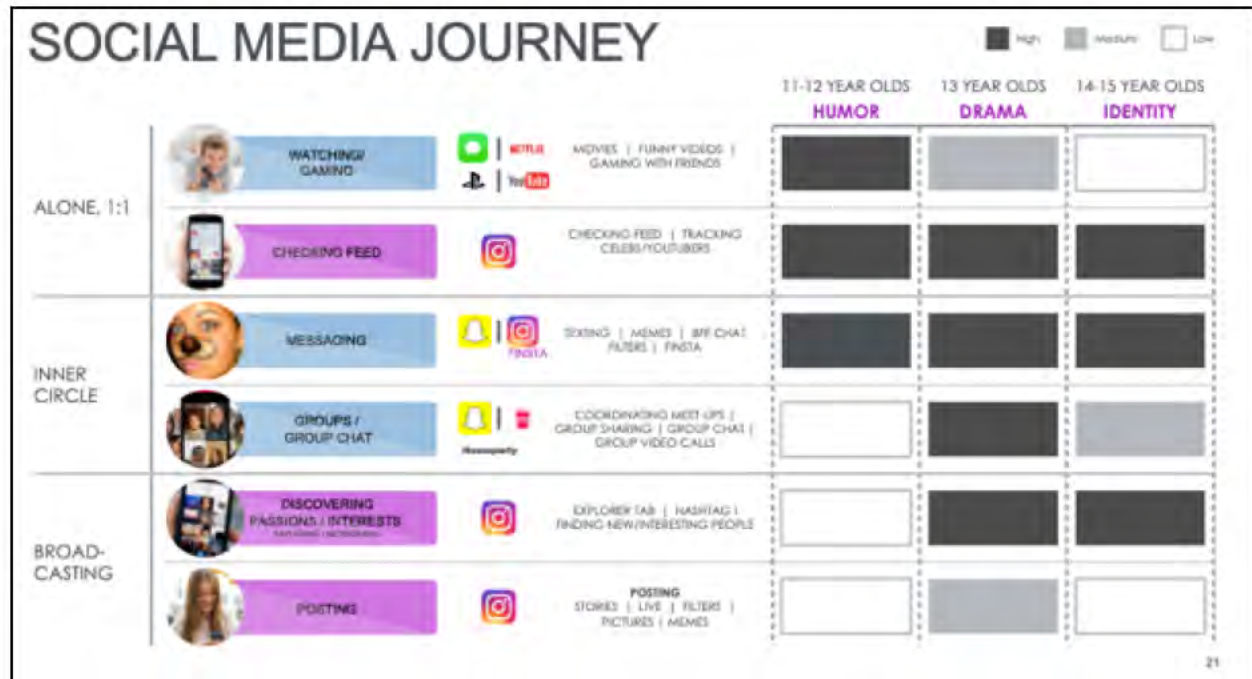 SOCIAL MEDIA JOURNEY
High
Medium
Low
11-12 YEAR OLDS
HUMOR
13 YEAR OLDS
DRAMA
14-15 YEAR OLDS
IDENTITY
ALONE, 1:1
WATCHING/
GAMING
NETFLIX
YouTube
MOVIES | FUNNY VIDEOS |
GAMING WITH FRIENDS
CHECKING FEED
CHECKING FEED | TRACKING
CELEBS/YOUTUBERS
INNER
CIRCLE
MESSAGING
FINSTA
TEXTING | MEMES | BFF CHAT
FILTERS | FINSTA
GROUPS /
GROUP CHAT
Houseparty
COORDINATING MEET-UPS |
GROUP SHARING | GROUP CHAT |
GROUP VIDEO CALLS
BROAD-
CASTING
DISCOVERING
PASSIONS / INTERESTS
EXPLORER TAB | HASHTAG |
FINDING NEW/INTERESTING PEOPLE
POSTING
POSTING
STORIES | LIVE | FILTERS |
PICTURES | MEMES
21